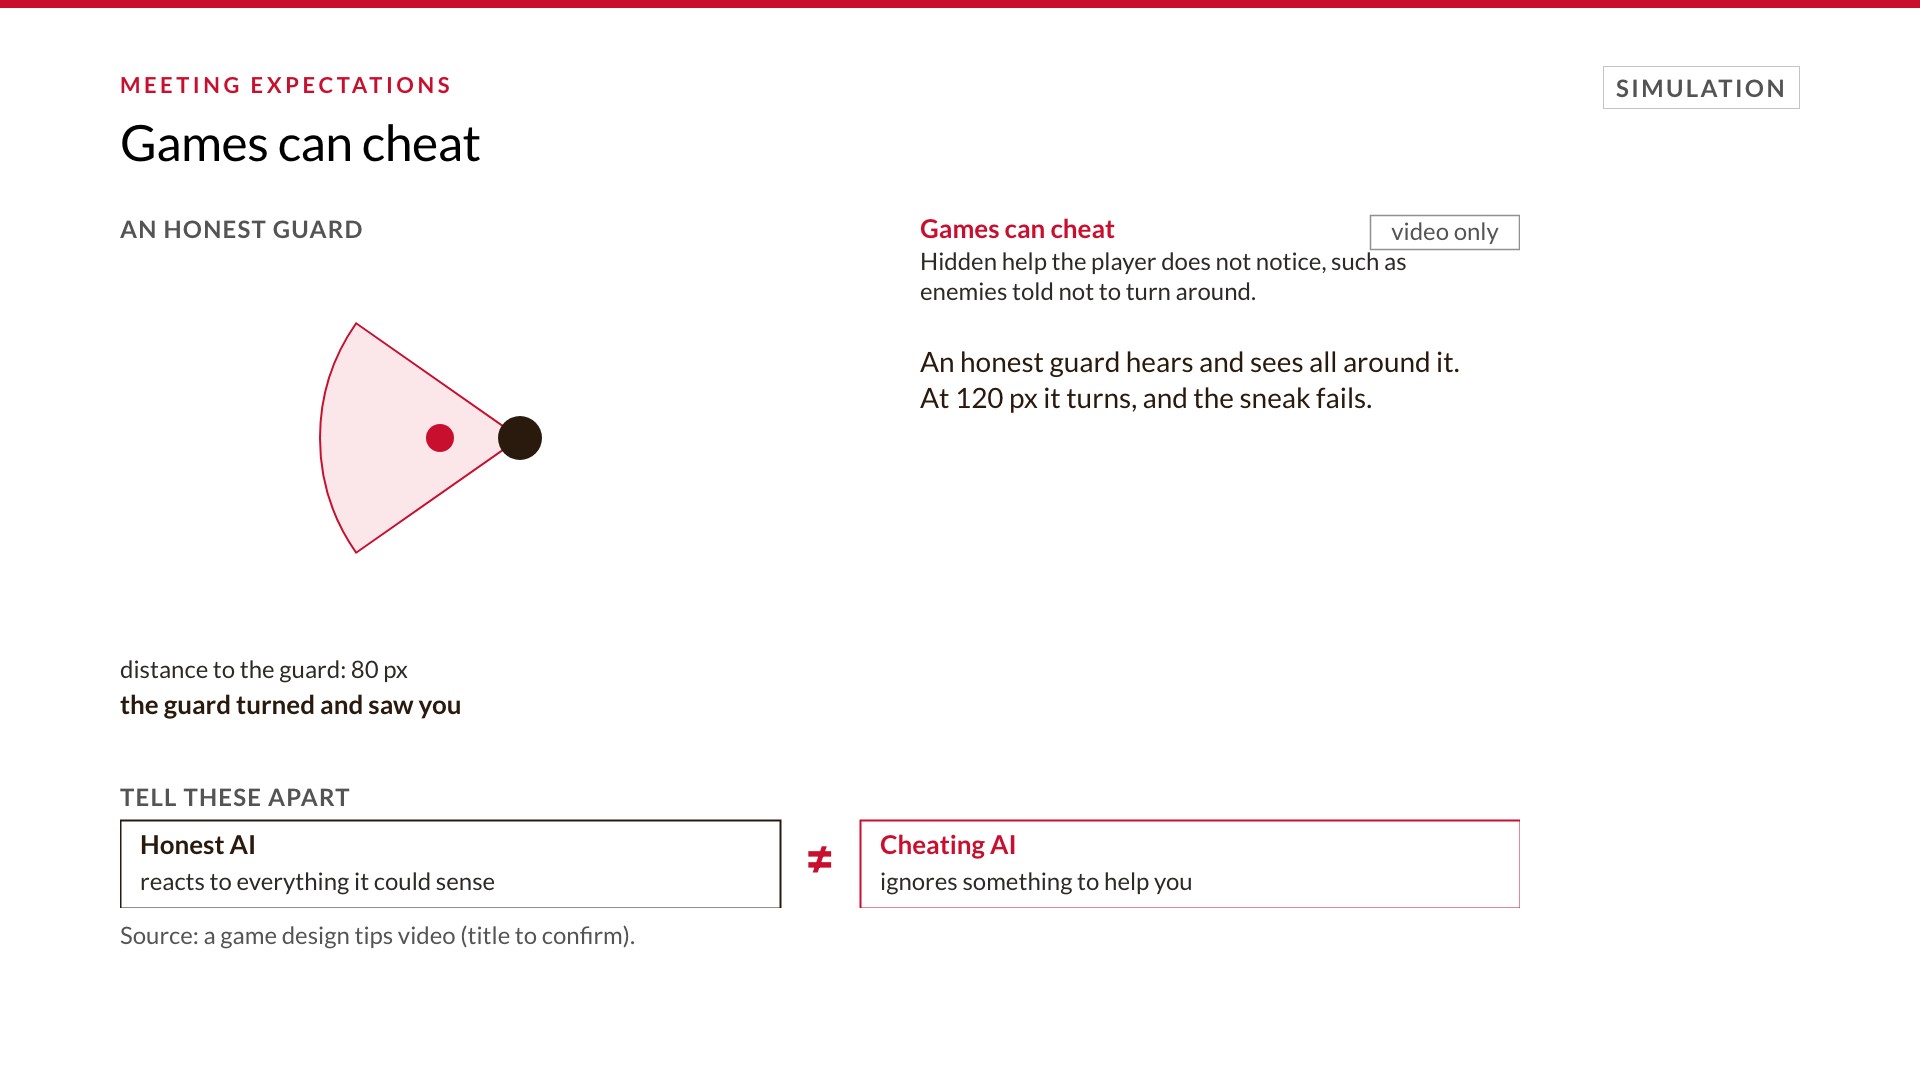 MEETING EXPECTATIONS
SIMULATION
Games can cheat
AN HONEST GUARD
Games can cheat
video only
Hidden help the player does not notice, such as
enemies told not to turn around.
An honest guard hears and sees all around it.
At 120 px it turns, and the sneak fails.
distance to the guard: 80 px
the guard turned and saw you
TELL THESE APART
Honest AI
reacts to everything it could sense
≠
Cheating AI
ignores something to help you
Source: a game design tips video (title to confirm).